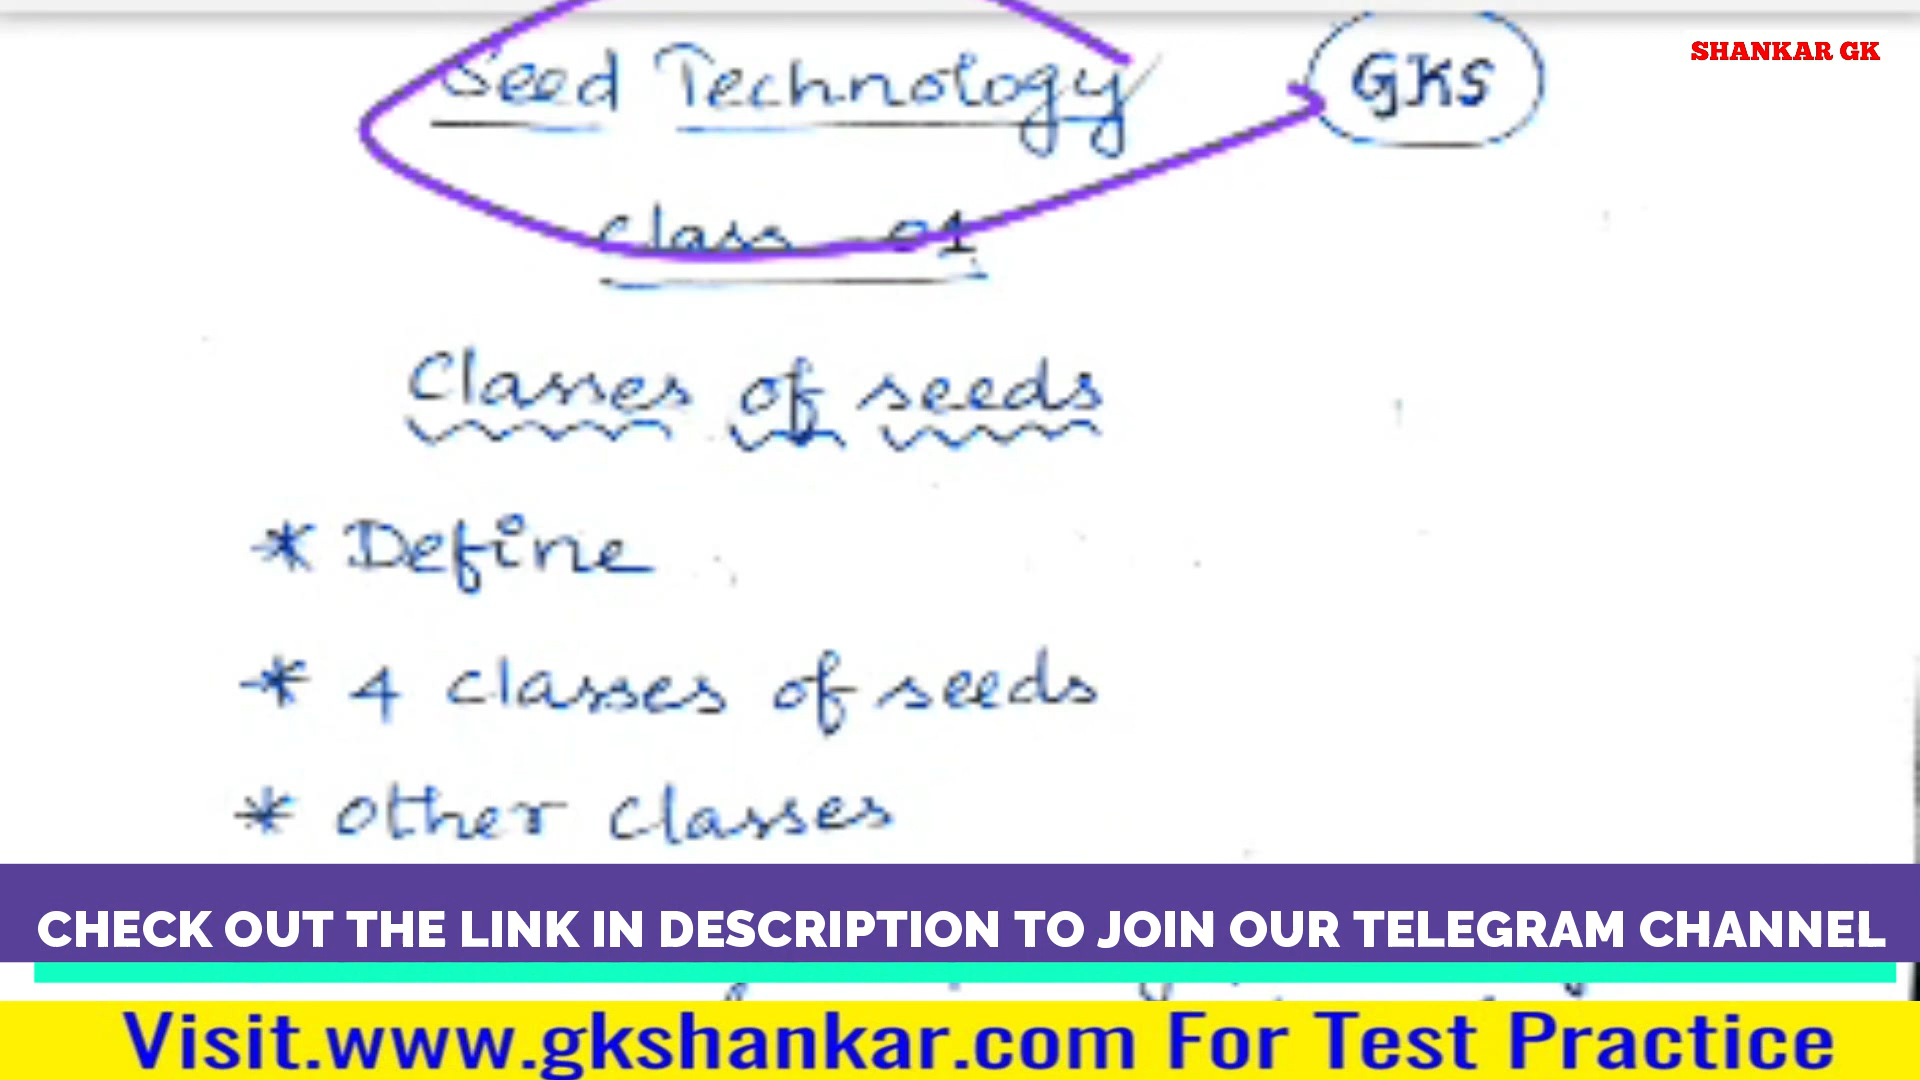 SHANKAR GK
Seed Technology
GKS
Class - 01
Classes of seeds
* Define
* 4 classes of seeds
* other classes
CHECK OUT THE LINK IN DESCRIPTION TO JOIN OUR TELEGRAM CHANNEL
Visit.www.gkshankar.com For Test Practice